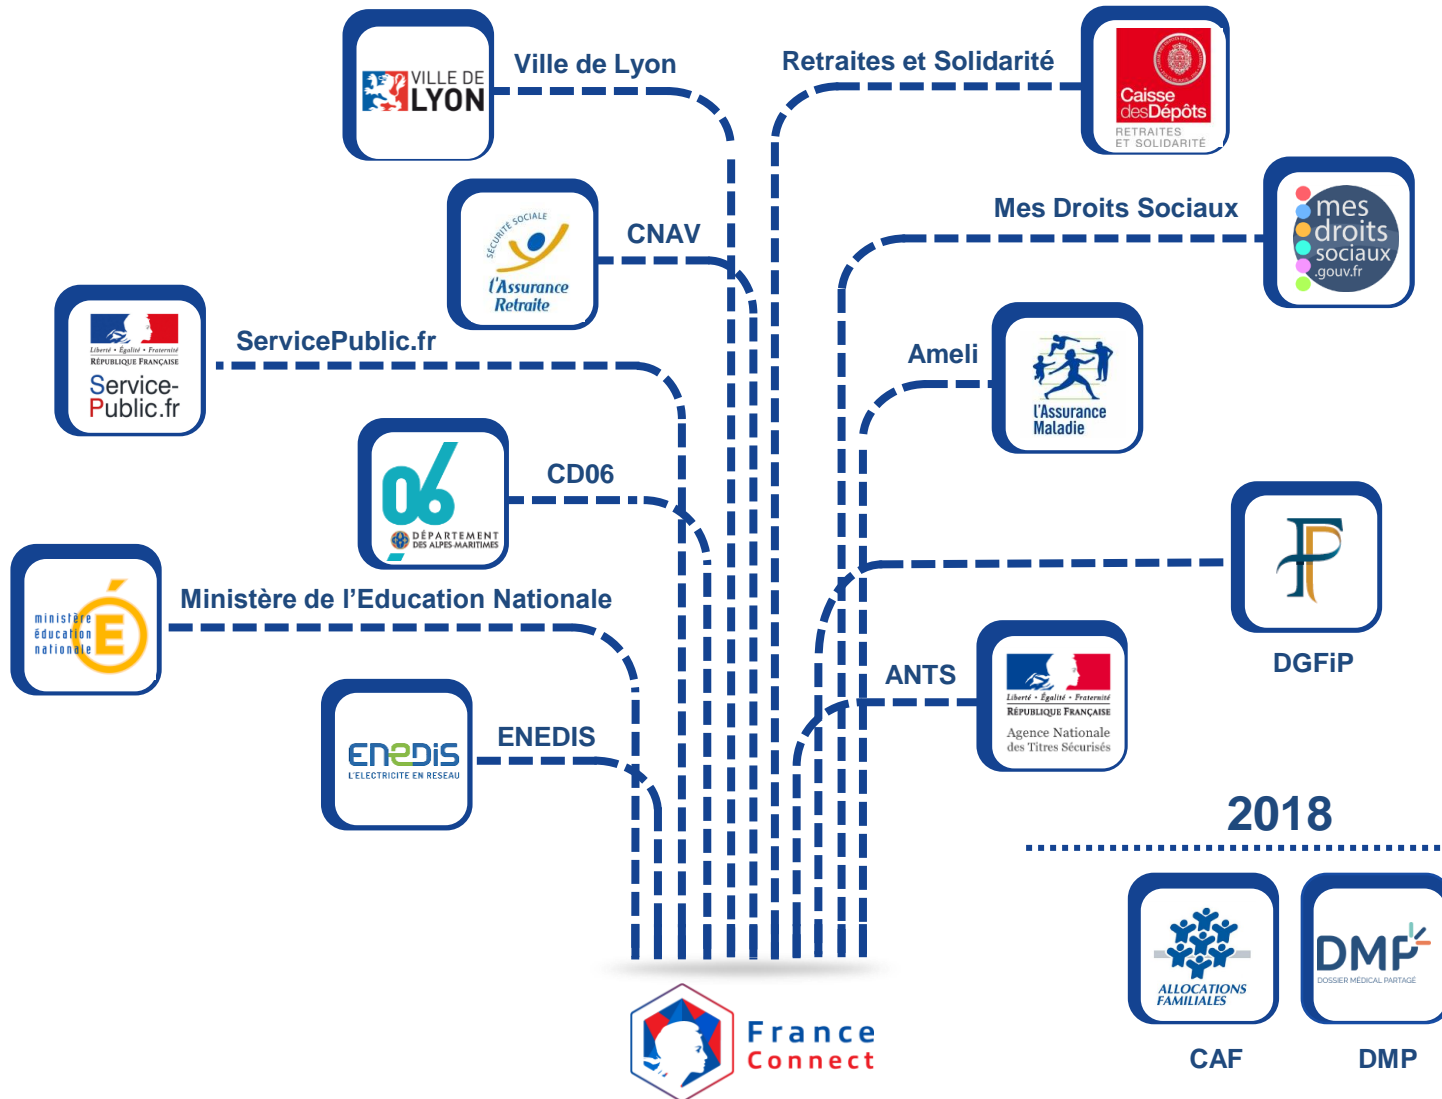 Ville de Lyon
VILLE DE
LYON
Retraites et Solidarité
Caisse
desDépôts
RETRAITES
ET SOLIDARITÉ
CNAV
SÉCURITÉ SOCIALE
l'Assurance
Retraite
Mes Droits Sociaux
mes
droits
sociaux
.gouv.fr
ServicePublic.fr
Liberté • Égalité • Fraternité
RÉPUBLIQUE FRANÇAISE
Service-
Public.fr
Ameli
l'Assurance
Maladie
CD06
06
DÉPARTEMENT
DES ALPES-MARITIMES
DGFiP
Ministère de l’Education Nationale
ministère
éducation
nationale
É
ANTS
Liberté • Égalité • Fraternité
RÉPUBLIQUE FRANÇAISE
Agence Nationale
des Titres Sécurisés
ENEDIS
ENEDIS
L'ELECTRICITE EN RESEAU
2018
ALLOCATIONS
FAMILIALES
CAF
DMP
DOSSIER MÉDICAL PARTAGÉ
DMP
France
Connect